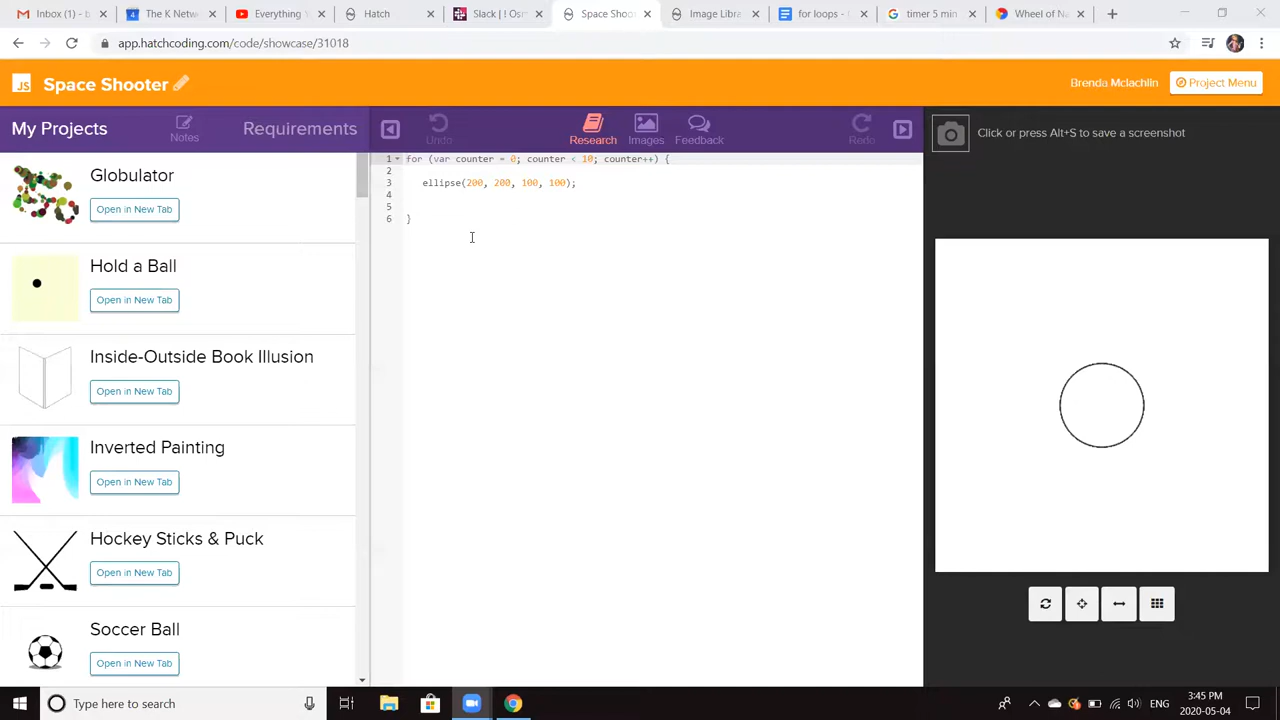 Inbox (1)
The K Netw
Everything
Hatch
Slack | ! Osm
Space Shoo
Image Libra
for loops -
timer 5 min
Wheel of Nu
app.hatchcoding.com/code/showcase/31018
JS Space Shooter
Brenda Mclachlin
Project Menu
My Projects
Notes
Requirements
Undo
Research
Images
Feedback
Redo
Click or press Alt+S to save a screenshot
Globulator
Open in New Tab
Hold a Ball
Open in New Tab
Inside-Outside Book Illusion
Open in New Tab
Inverted Painting
Open in New Tab
Hockey Sticks & Puck
Open in New Tab
Soccer Ball
Open in New Tab
1 for (var counter = 0; counter < 10; counter++) {
2
3 ellipse(200, 200, 100, 100);
4
5
6 }
Type here to search
ENG
3:45 PM
2020-05-04